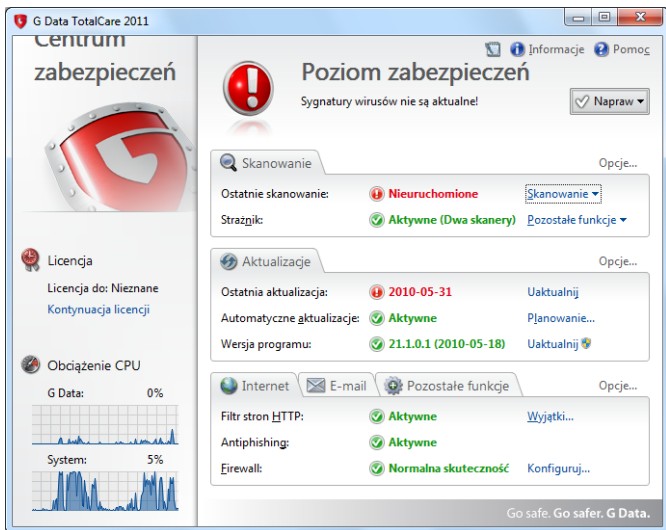 G Data TotalCare 2011
Centrum
zabezpieczeń
Informacje Pomoc
Poziom zabezpieczeń
Sygnatury wirusów nie są aktualne!
Napraw
Skanowanie Opcje...
Ostatnie skanowanie: Nieuruchomione Skanowanie
Strażnik: Aktywne (Dwa skanery) Pozostałe funkcje
Licencja
Licencja do: Nieznane
Kontynuacja licencji
Aktualizacje Opcje...
Ostatnia aktualizacja: 2010-05-31 Uaktualnij
Automatyczne aktualizacje: Aktywne Planowanie...
Wersja programu: 21.1.0.1 (2010-05-18) Uaktualnij
Obciążenie CPU
G Data: 0%
System: 5%
Internet E-mail Pozostałe funkcje Opcje...
Filtr stron HTTP: Aktywne Wyjątki...
Antiphishing: Aktywne
Firewall: Normalna skuteczność Konfiguruj...
Go safe. Go safer. G Data.